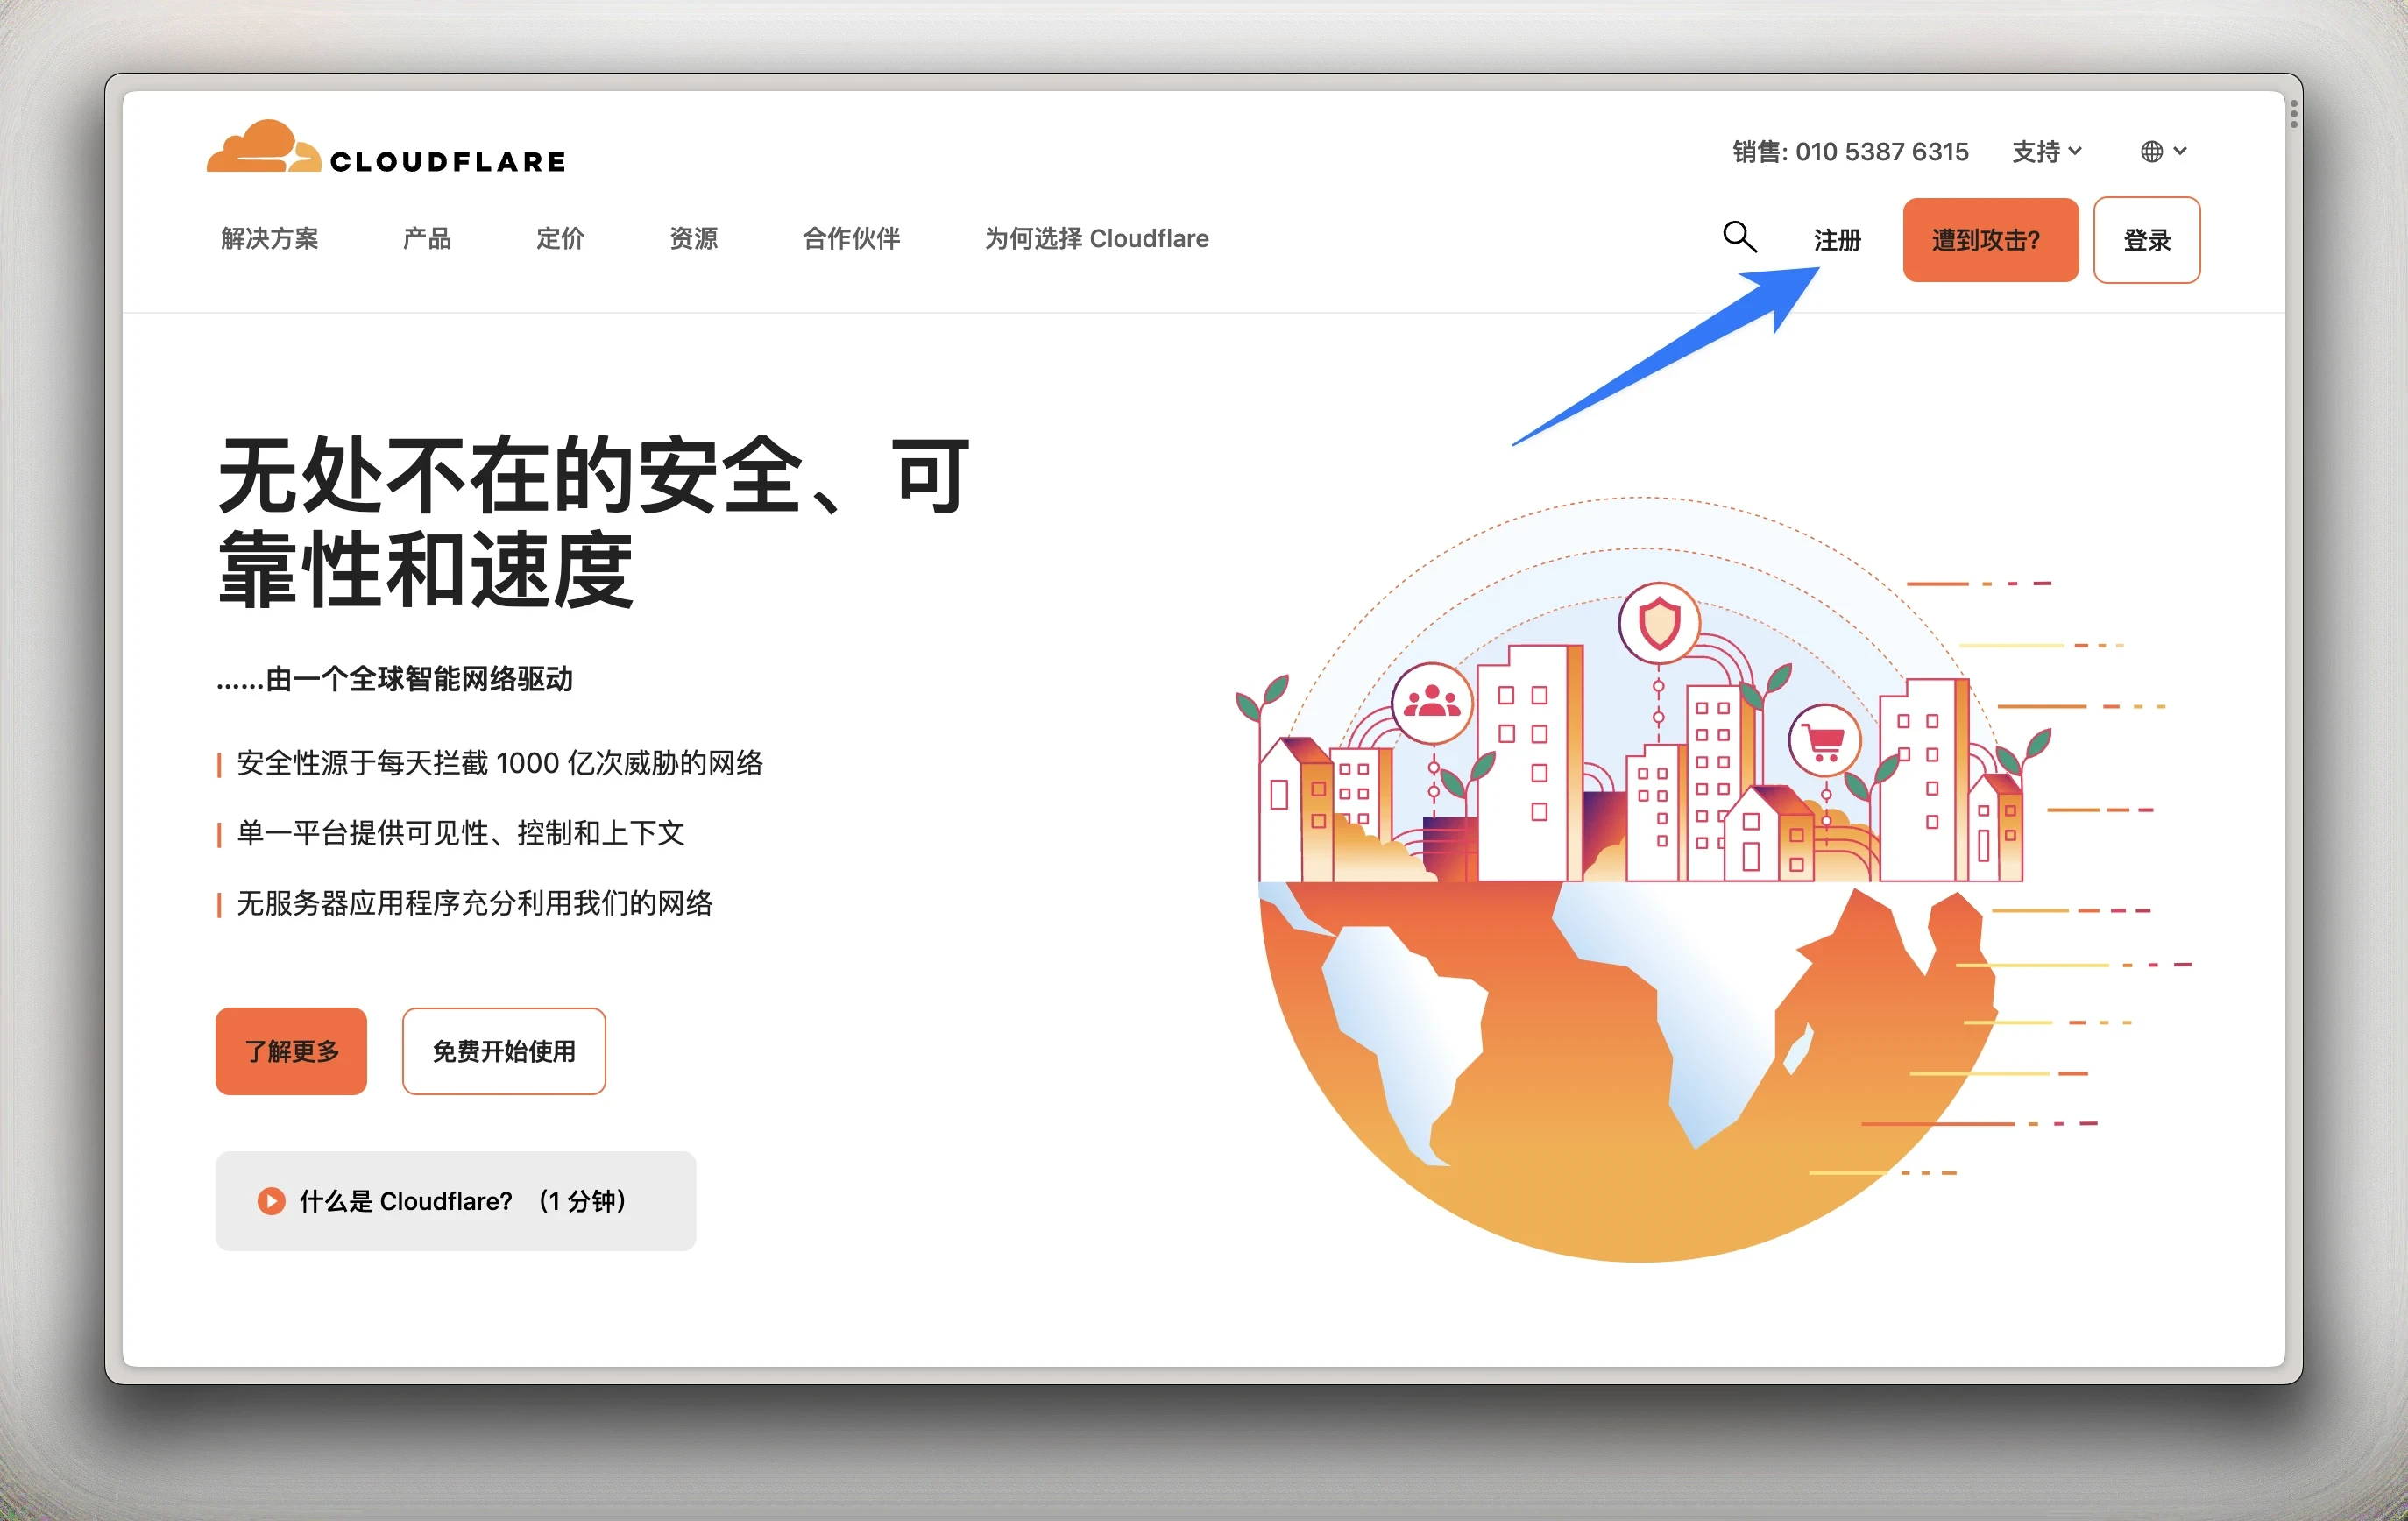 CLOUDFLARE
销售: 010 5387 6315
支持
解决方案
产品
定价
资源
合作伙伴
为何选择 Cloudflare
注册
遭到攻击?
登录
无处不在的安全、可
靠性和速度
……由一个全球智能网络驱动
安全性源于每天拦截 1000 亿次威胁的网络
单一平台提供可见性、控制和上下文
无服务器应用程序充分利用我们的网络
了解更多
免费开始使用
什么是 Cloudflare? （1 分钟）